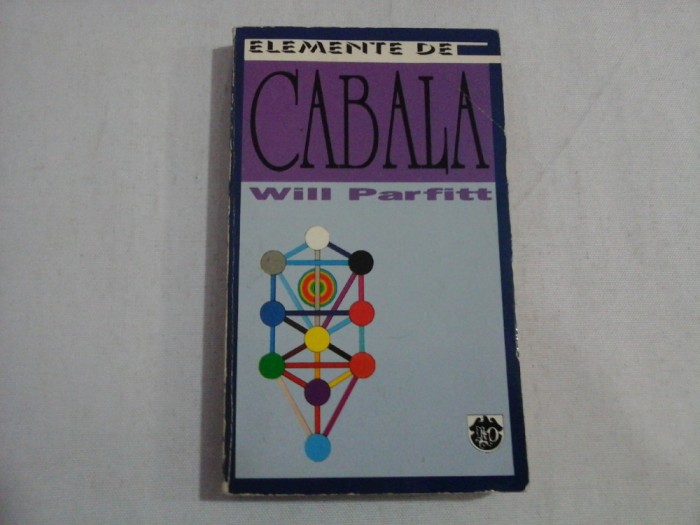 ELEMENTE DE
CABALA
Will Parfitt